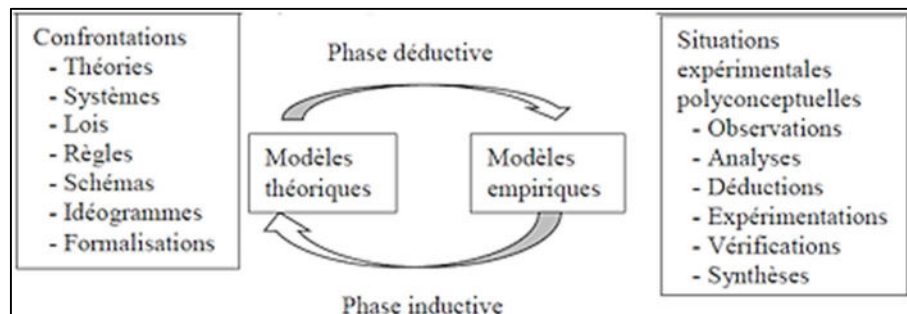 Confrontations
- Théories
- Systèmes
- Lois
- Règles
- Schémas
- Idéogrammes
- Formalisations
Phase déductive
Modèles
théoriques
Modèles
empiriques
Phase inductive
Situations
expérimentales
polyconceptuelles
- Observations
- Analyses
- Déductions
- Expérimentations
- Vérifications
- Synthèses